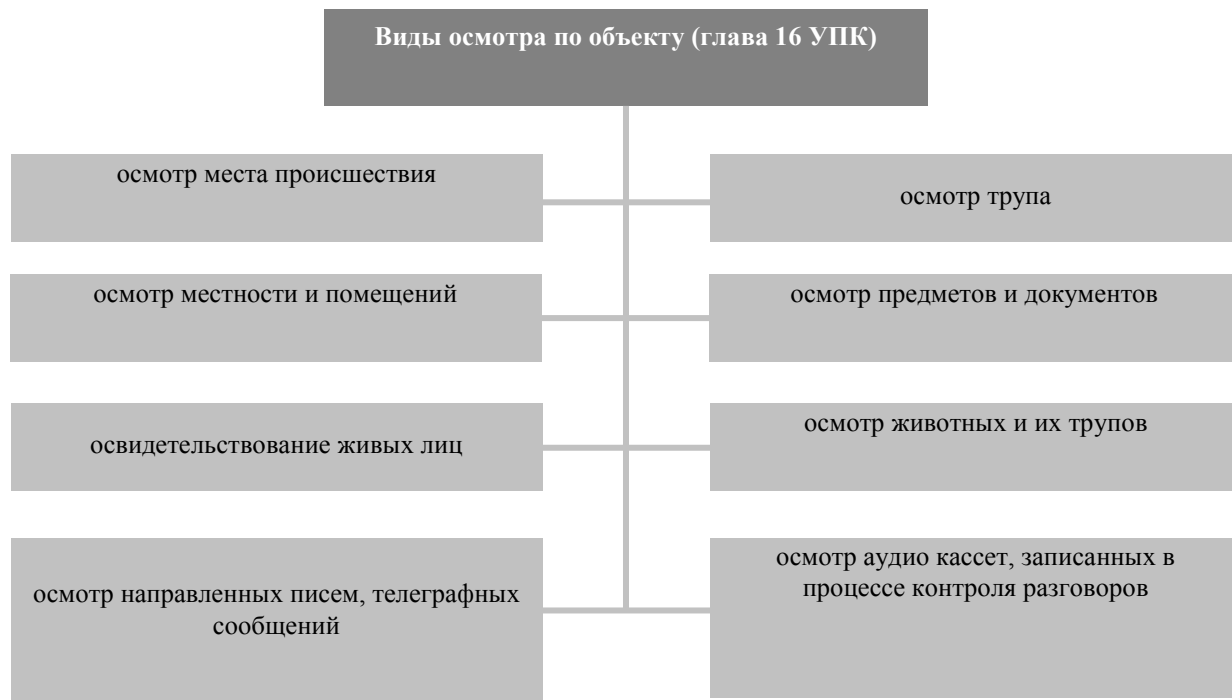 Виды осмотра по объекту (глава 16 УПК)
осмотр места происшествия
осмотр трупа
осмотр местности и помещений
осмотр предметов и документов
освидетельствование живых лиц
осмотр животных и их трупов
осмотр направленных писем, телеграфных
сообщений
осмотр аудио кассет, записанных в
процессе контроля разговоров